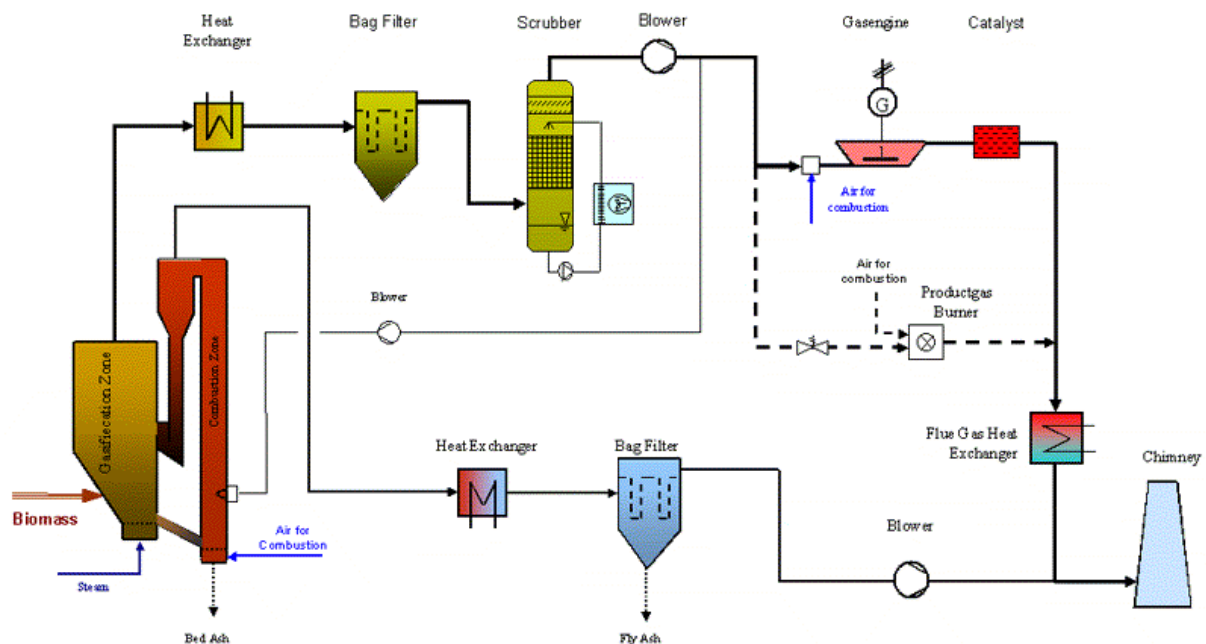 Heat
Exchanger
Bag Filter
Scrubber
Blower
Gasengine
Catalyst
G
Air for
combustion
Air for
combustion
Productgas
Burner
Blower
Gasafiecation Zone
Combustion Zone
Heat Exchanger
Bag Filter
Flue Gas Heat
Exchanger
Chimney
Biomass
Air for
Combustion
Blower
Steam
Bed Ash
Fly Ash